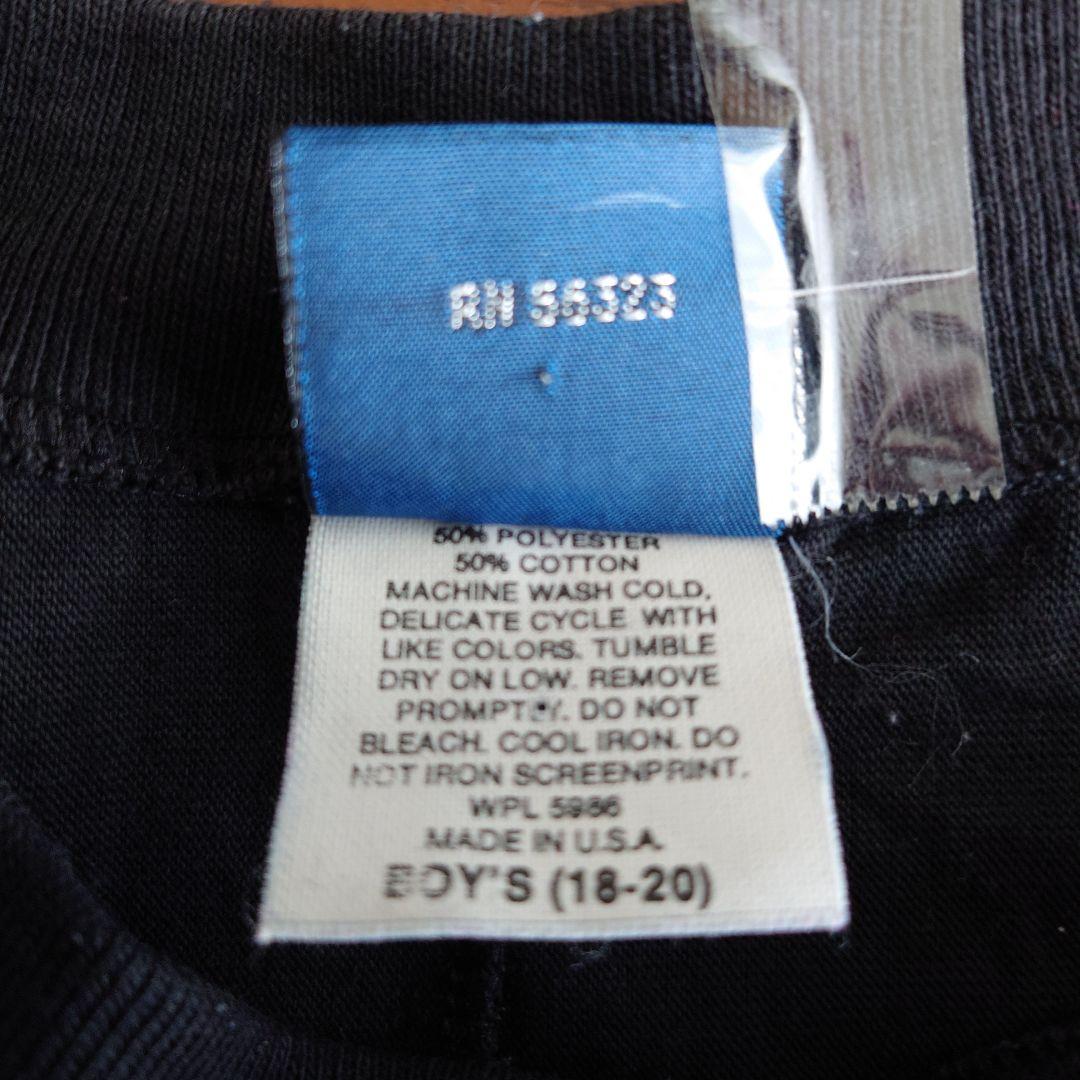 RN 56323
50% POLYESTER
50% COTTON
MACHINE WASH COLD,
DELICATE CYCLE WITH
LIKE COLORS. TUMBLE
DRY ON LOW. REMOVE
PROMPTLY. DO NOT
BLEACH. COOL IRON. DO
NOT IRON SCREENPRINT.
WPL 5986
MADE IN U.S.A.
BOY'S (18-20)